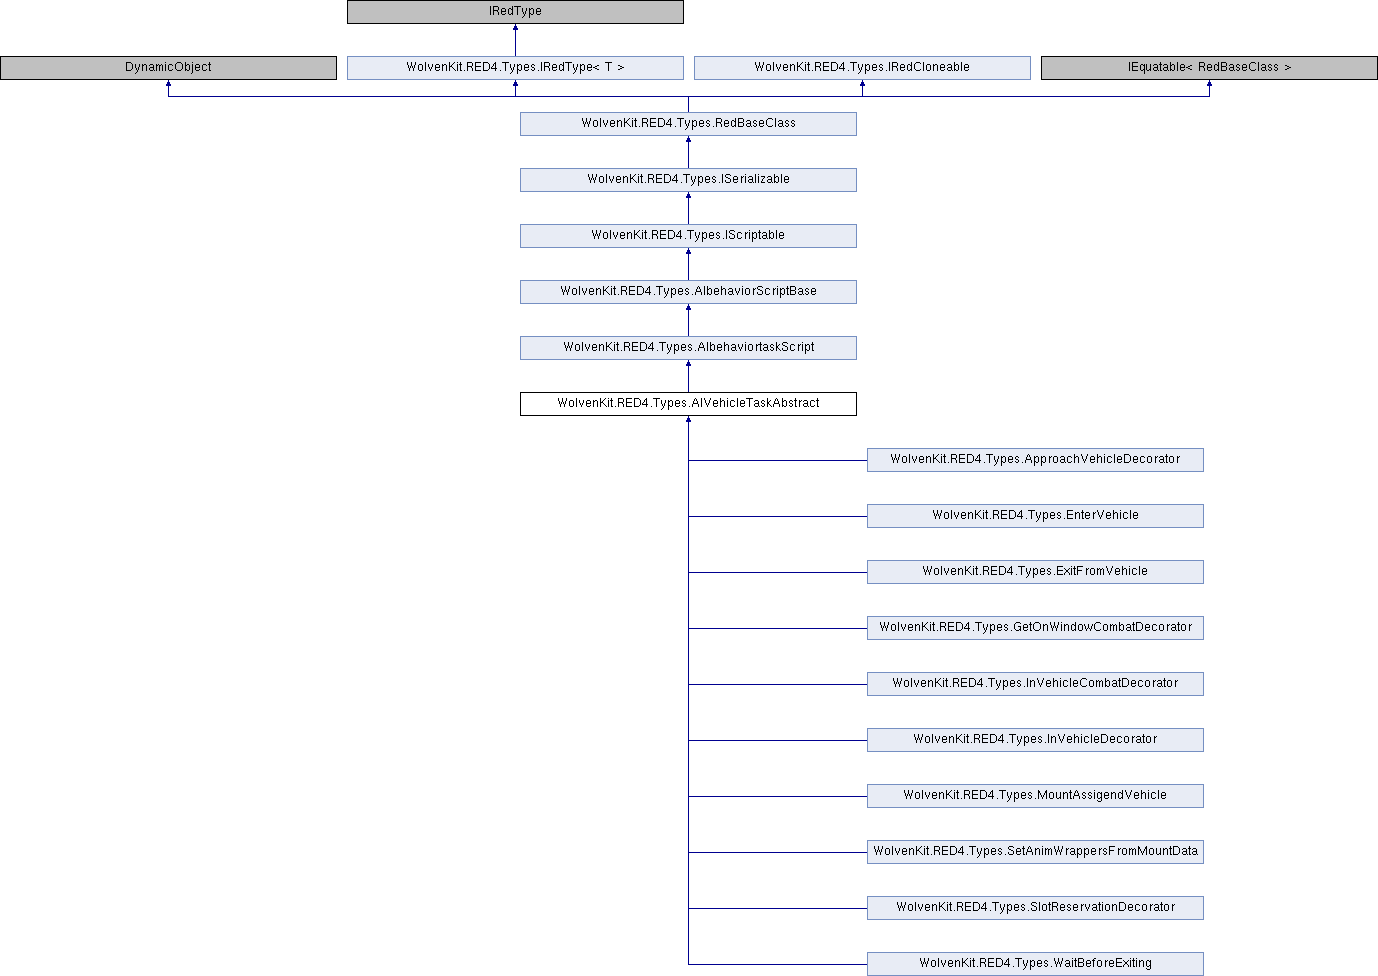 IRedType
DynamicObject
WolvenKit.RED4.Types.IRedType< T >
WolvenKit.RED4.Types.IRedCloneable
IEquatable< RedBaseClass >
WolvenKit.RED4.Types.RedBaseClass
WolvenKit.RED4.Types.ISerializable
WolvenKit.RED4.Types.IScriptable
WolvenKit.RED4.Types.AIbehaviorScriptBase
WolvenKit.RED4.Types.AIbehaviortaskScript
WolvenKit.RED4.Types.AIVehicleTaskAbstract
WolvenKit.RED4.Types.ApproachVehicleDecorator
WolvenKit.RED4.Types.EnterVehicle
WolvenKit.RED4.Types.ExitFromVehicle
WolvenKit.RED4.Types.GetOnWindowCombatDecorator
WolvenKit.RED4.Types.InVehicleCombatDecorator
WolvenKit.RED4.Types.InVehicleDecorator
WolvenKit.RED4.Types.MountAssigendVehicle
WolvenKit.RED4.Types.SetAnimWrappersFromMountData
WolvenKit.RED4.Types.SlotReservationDecorator
WolvenKit.RED4.Types.WaitBeforeExiting